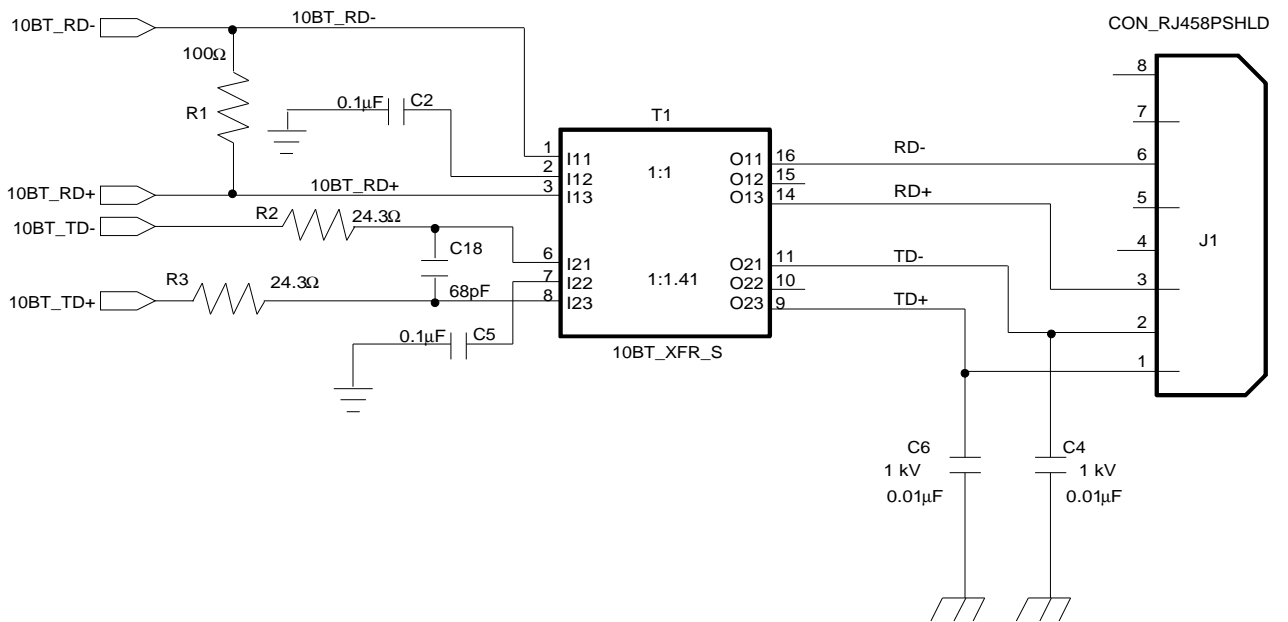 10BT_RD-
10BT_RD-
CON_RJ458PSHLD
100Ω
R1
0.1µF
C2
T1
8
7
6
5
4
3
2
1
J1
1
2
3
I11
I12
I13
1:1
O11
O12
O13
16
15
14
RD-
RD+
10BT_RD+
10BT_RD+
10BT_TD-
R2
24.3Ω
C18
68pF
R3
24.3Ω
10BT_TD+
6
7
8
I21
I22
I23
1:1.41
O21
O22
O23
11
10
9
TD-
TD+
0.1µF
C5
10BT_XFR_S
C6
1 kV
0.01µF
C4
1 kV
0.01µF